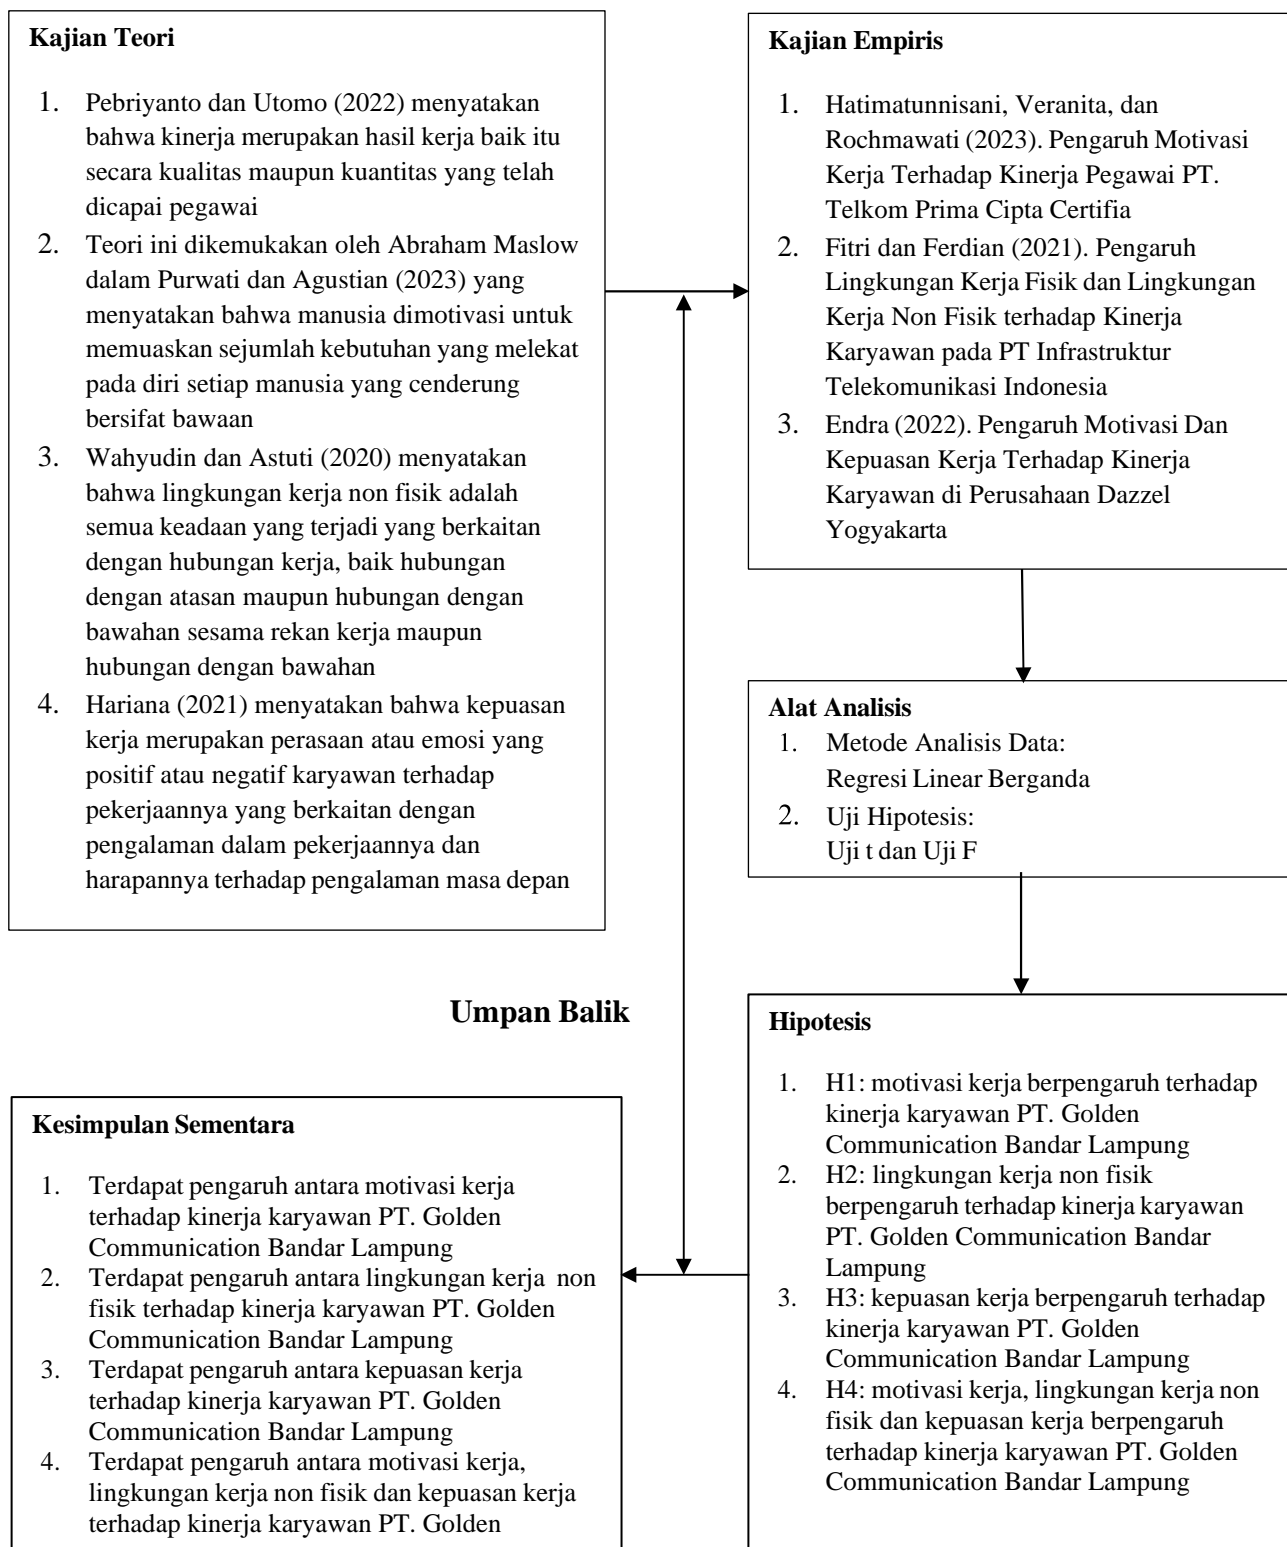 Kajian Teori
1. Pebriyanto dan Utomo (2022) menyatakan
bahwa kinerja merupakan hasil kerja baik itu
secara kualitas maupun kuantitas yang telah
dicapai pegawai
2. Teori ini dikemukakan oleh Abraham Maslow
dalam Purwati dan Agustian (2023) yang
menyatakan bahwa manusia dimotivasi untuk
memuaskan sejumlah kebutuhan yang melekat
pada diri setiap manusia yang cenderung
bersifat bawaan
3. Wahyudin dan Astuti (2020) menyatakan
bahwa lingkungan kerja non fisik adalah
semua keadaan yang terjadi yang berkaitan
dengan hubungan kerja, baik hubungan
dengan atasan maupun hubungan dengan
bawahan sesama rekan kerja maupun
hubungan dengan bawahan
4. Hariana (2021) menyatakan bahwa kepuasan
kerja merupakan perasaan atau emosi yang
positif atau negatif karyawan terhadap
pekerjaannya yang berkaitan dengan
pengalaman dalam pekerjaannya dan
harapannya terhadap pengalaman masa depan
Kajian Empiris
1. Hatimatunnisani, Veranita, dan
Rochmawati (2023). Pengaruh Motivasi
Kerja Terhadap Kinerja Pegawai PT.
Telkom Prima Cipta Certifia
2. Fitri dan Ferdian (2021). Pengaruh
Lingkungan Kerja Fisik dan Lingkungan
Kerja Non Fisik terhadap Kinerja
Karyawan pada PT Infrastruktur
Telekomunikasi Indonesia
3. Endra (2022). Pengaruh Motivasi Dan
Kepuasan Kerja Terhadap Kinerja
Karyawan di Perusahaan Dazzel
Yogyakarta
Alat Analisis
1. Metode Analisis Data:
Regresi Linear Berganda
2. Uji Hipotesis:
Uji t dan Uji F
Umpan Balik
Hipotesis
1. H1: motivasi kerja berpengaruh terhadap
kinerja karyawan PT. Golden
Communication Bandar Lampung
2. H2: lingkungan kerja non fisik
berpengaruh terhadap kinerja karyawan
PT. Golden Communication Bandar
Lampung
3. H3: kepuasan kerja berpengaruh terhadap
kinerja karyawan PT. Golden
Communication Bandar Lampung
4. H4: motivasi kerja, lingkungan kerja non
fisik dan kepuasan kerja berpengaruh
terhadap kinerja karyawan PT. Golden
Communication Bandar Lampung
Kesimpulan Sementara
1. Terdapat pengaruh antara motivasi kerja
terhadap kinerja karyawan PT. Golden
Communication Bandar Lampung
2. Terdapat pengaruh antara lingkungan kerja non
fisik terhadap kinerja karyawan PT. Golden
Communication Bandar Lampung
3. Terdapat pengaruh antara kepuasan kerja
terhadap kinerja karyawan PT. Golden
Communication Bandar Lampung
4. Terdapat pengaruh antara motivasi kerja,
lingkungan kerja non fisik dan kepuasan kerja
terhadap kinerja karyawan PT. Golden